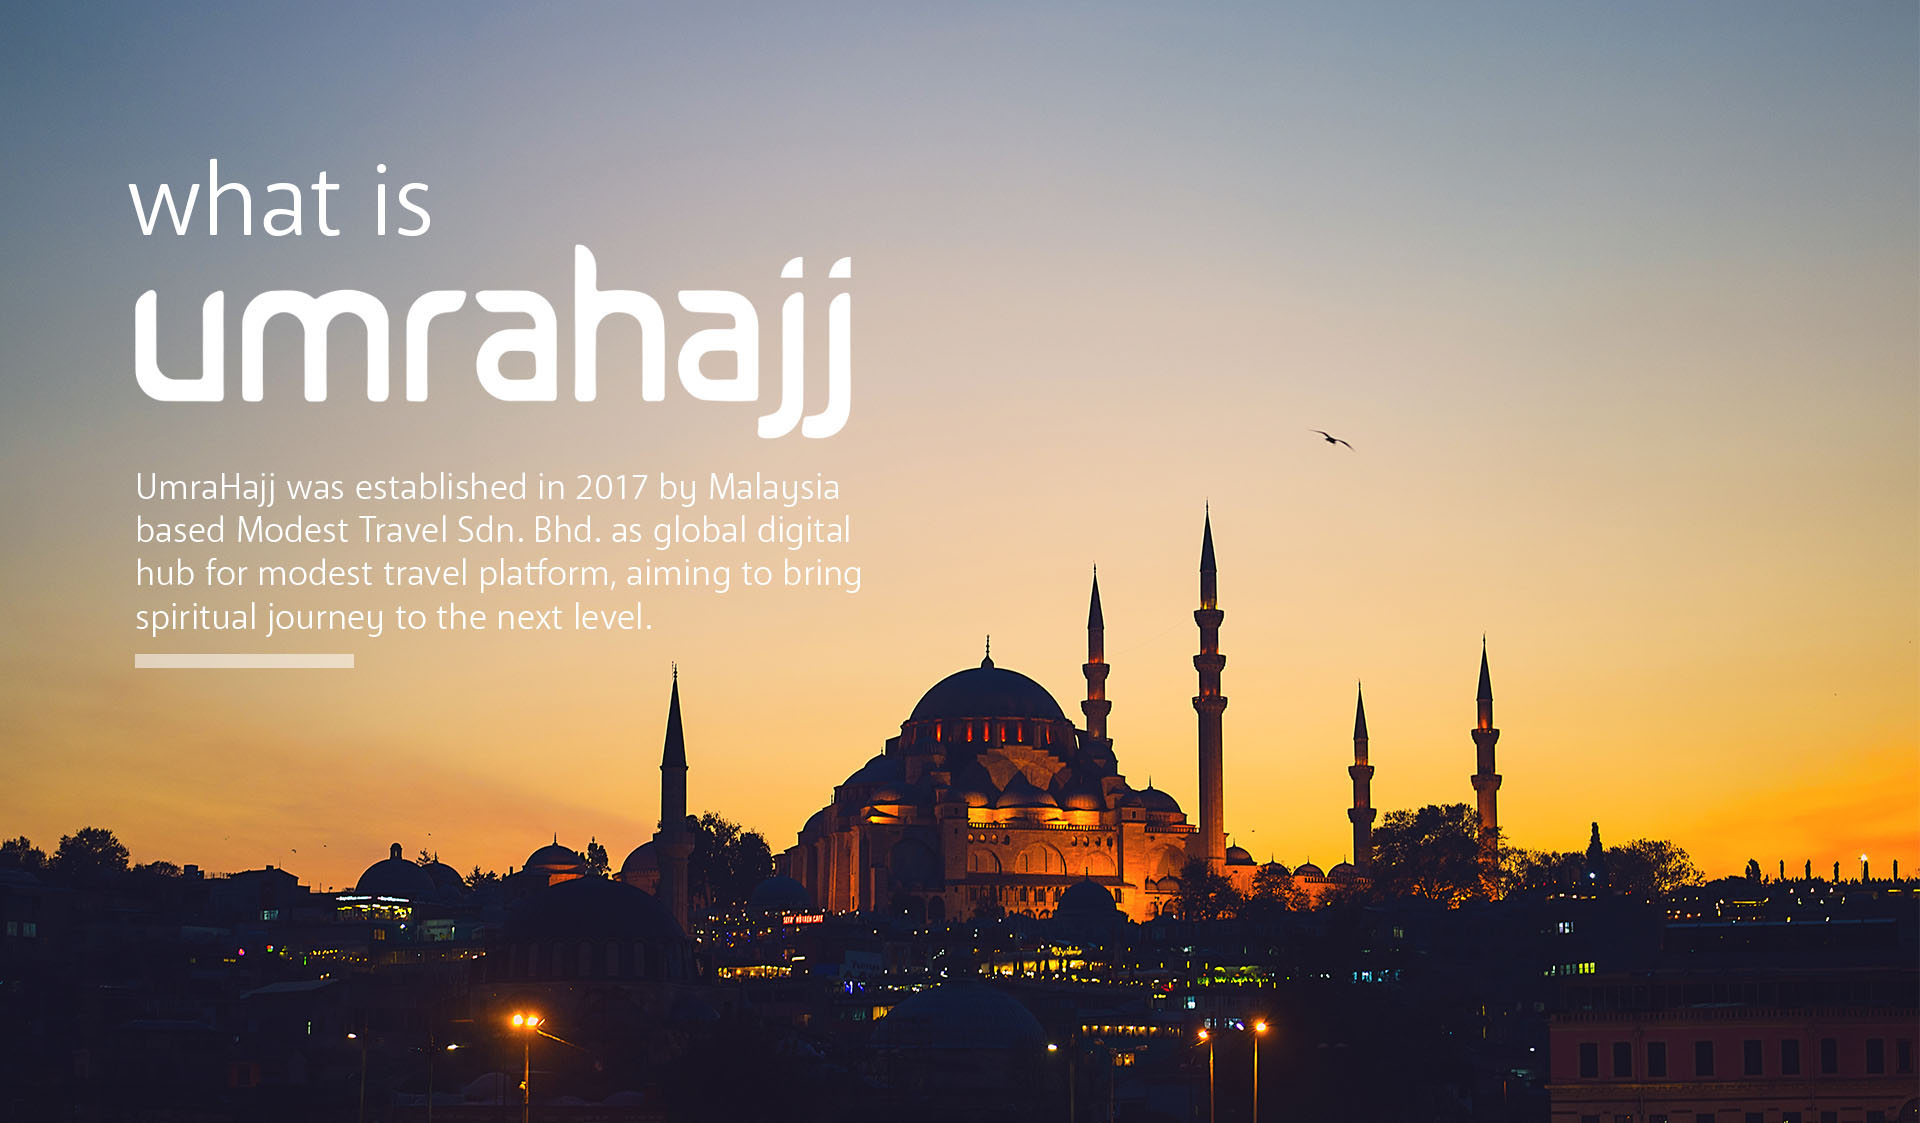 what is
umrahajj
UmraHajj was established in 2017 by Malaysia
based Modest Travel Sdn. Bhd. as global digital
hub for modest travel platform, aiming to bring
spiritual journey to the next level.